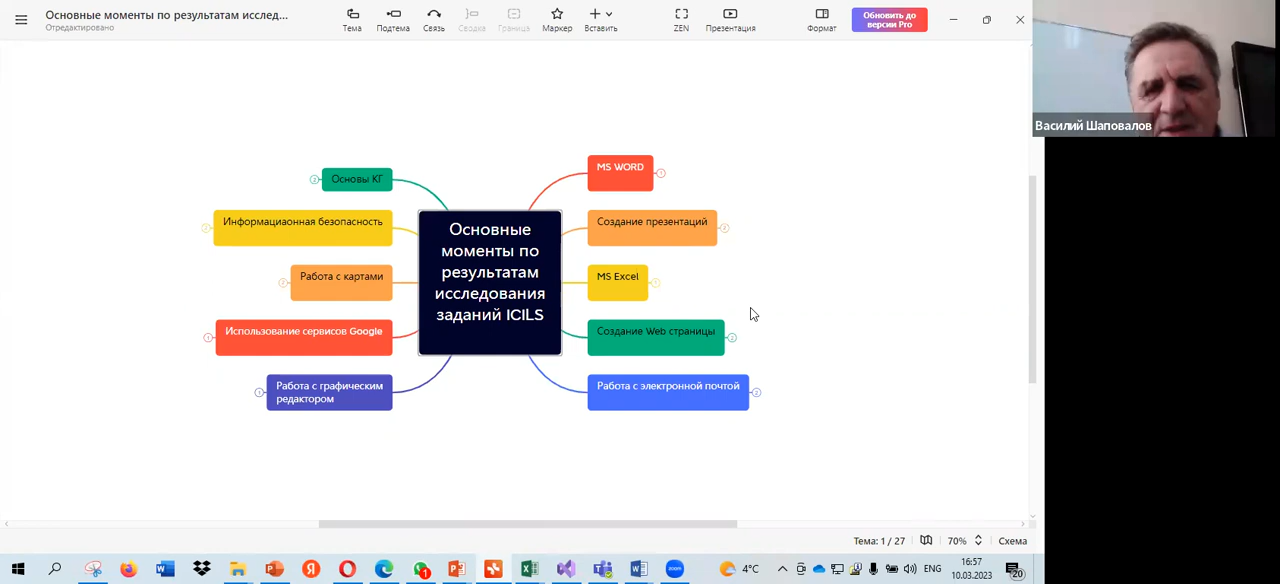 Основные моменты по результатам исслед...
Отредактировано
Тема
Подтема
Связь
Сводка
Граница
Маркер
Вставить
ZEN
Презентация
Формат
Обновить до
версии Pro
Василий Шаповалов
Основы КГ
Информациаонная безопасность
Работа с картами
Использование сервисов Google
Работа с графическим
редактором
Основные
моменты по
результатам
исследования
заданий ICILS
MS WORD
Создание презентаций
MS Excel
Создание Web страницы
Работа с электронной почтой
Тема: 1 / 27
70%
Схема
4°C
ENG
16:57
10.03.2023
20